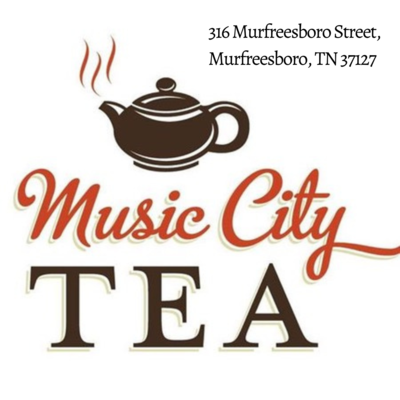 316 Murfreesboro Street,
Murfreesboro, TN 37127
Music City
TEA